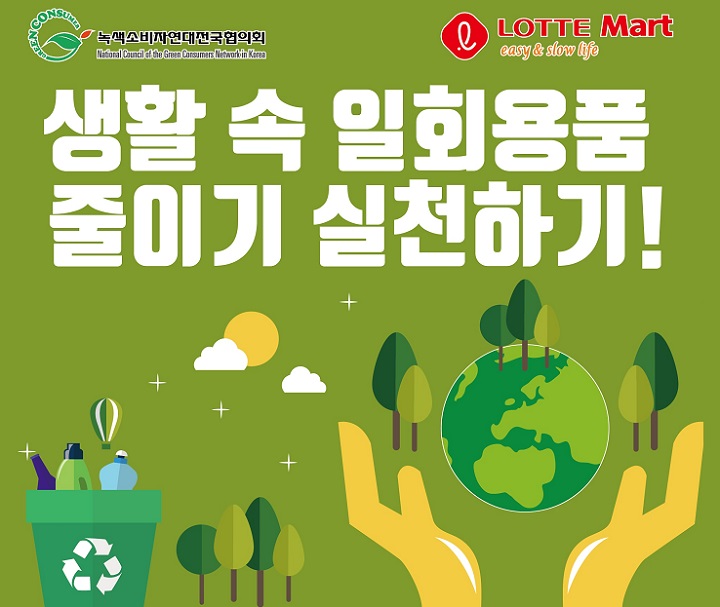 GREEN CONSUMER
녹색소비자연대전국협의회
National Council of the Green Consumers Network in Korea
LOTTE Mart
easy & slow life
생활 속 일회용품
줄이기 실천하기!